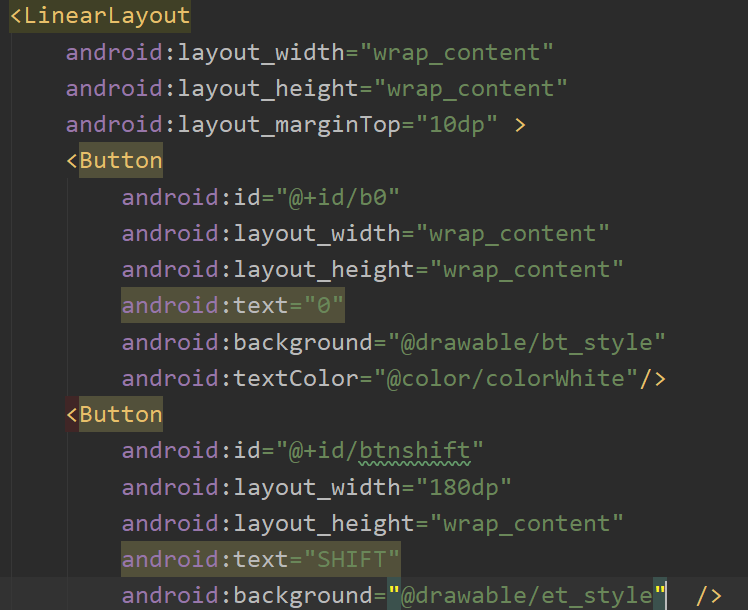 <LinearLayout
android:layout_width="wrap_content"
android:layout_height="wrap_content"
android:layout_marginTop="10dp" >
<Button
android:id="@+id/b0"
android:layout_width="wrap_content"
android:layout_height="wrap_content"
android:text="0"
android:background="@drawable/bt_style"
android:textColor="@color/colorWhite"/>
<Button
android:id="@+id/btnshift"
android:layout_width="180dp"
android:layout_height="wrap_content"
android:text="SHIFT"
android:background="@drawable/et_style" />